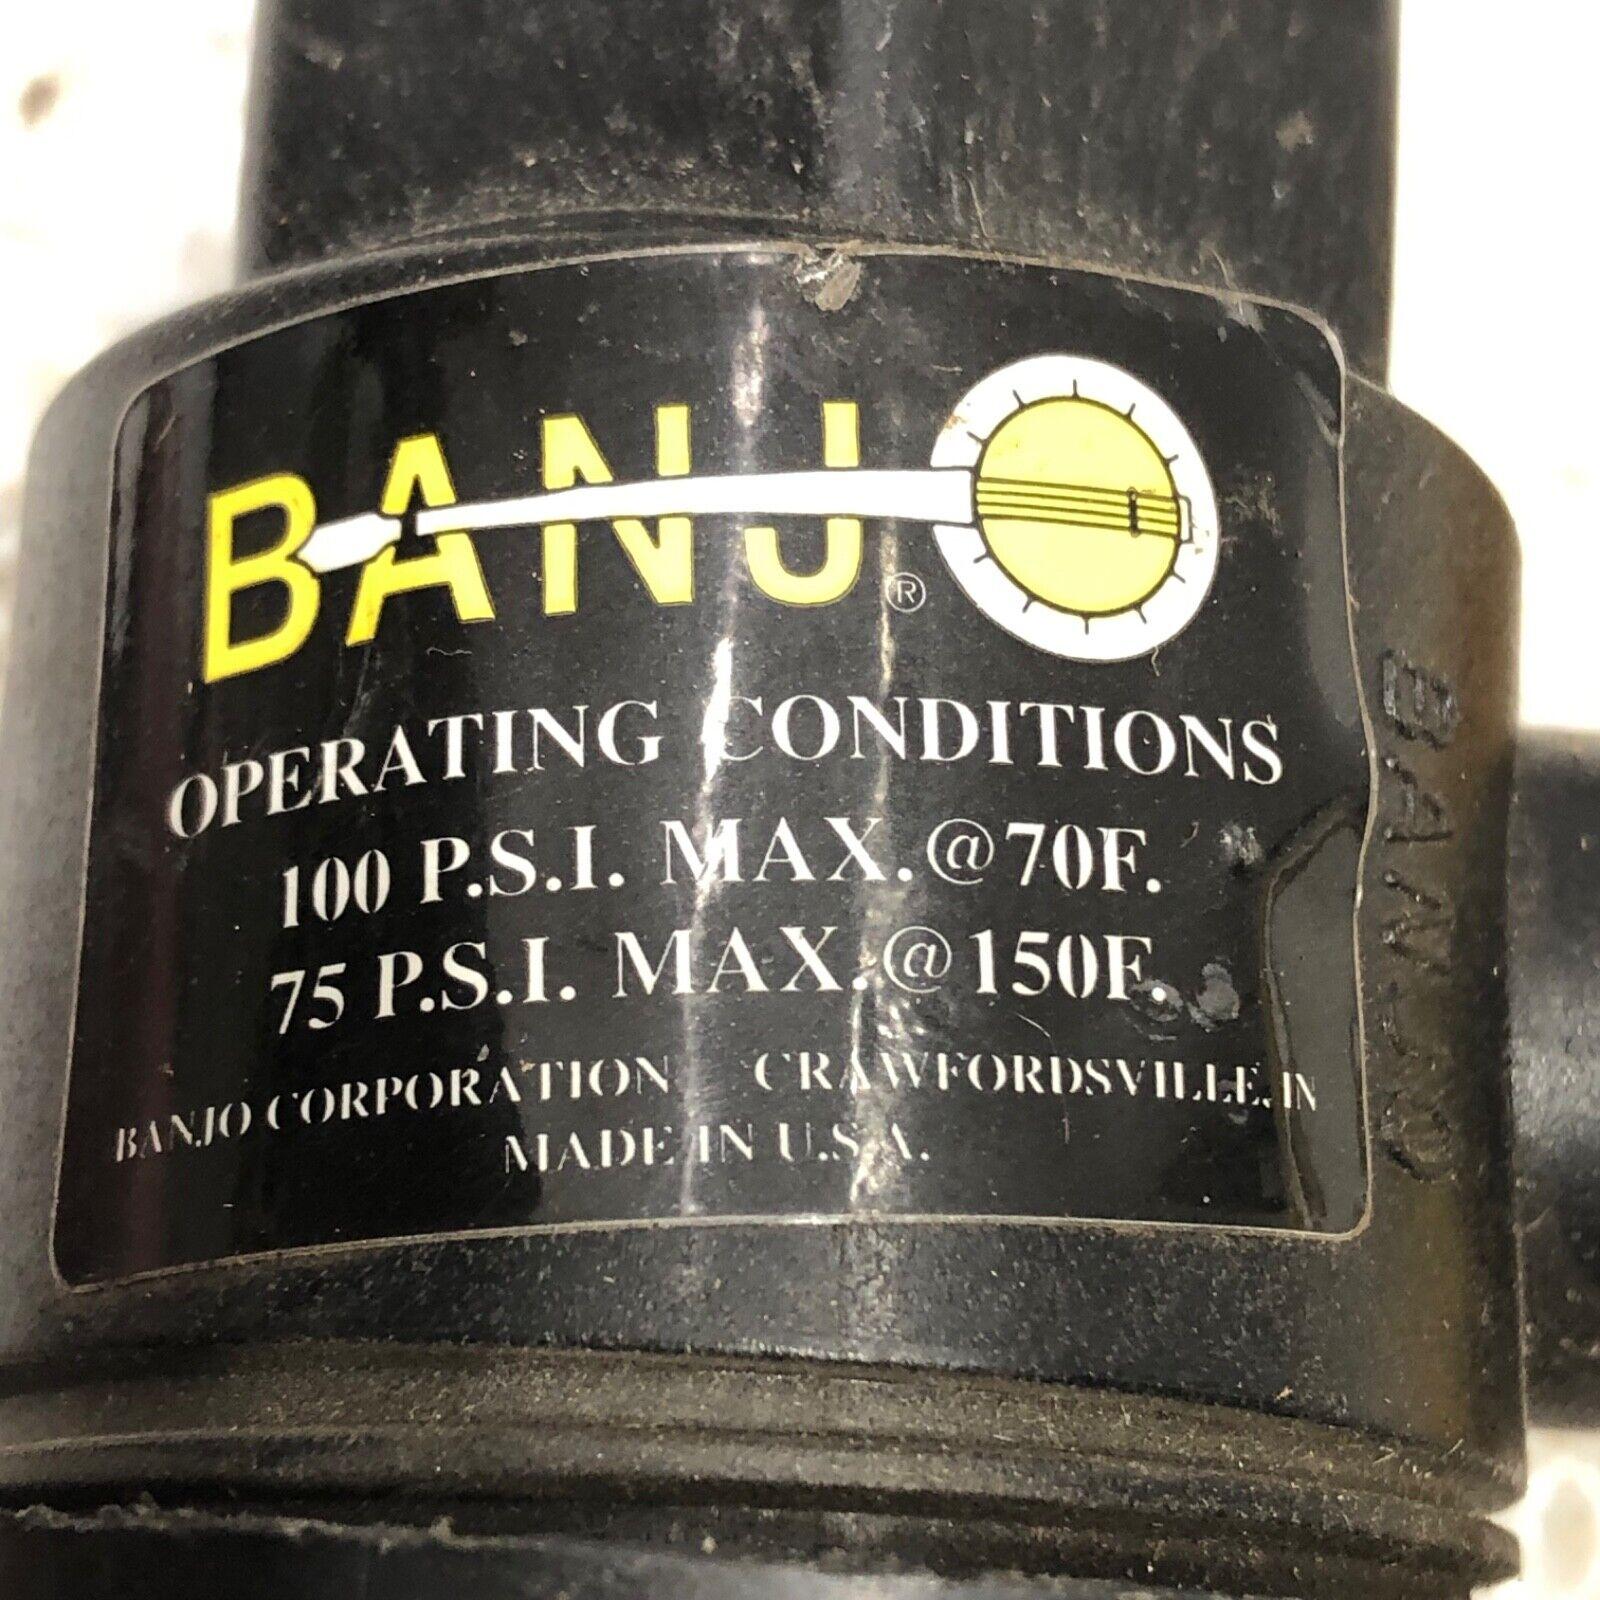 BANJO®
OPERATING CONDITIONS
100 P.S.I. MAX. @ 70F.
75 P.S.I. MAX. @ 150F.
BANJO CORPORATION CRAWFORDSVILLE, IN
MADE IN U.S.A.
BANJO